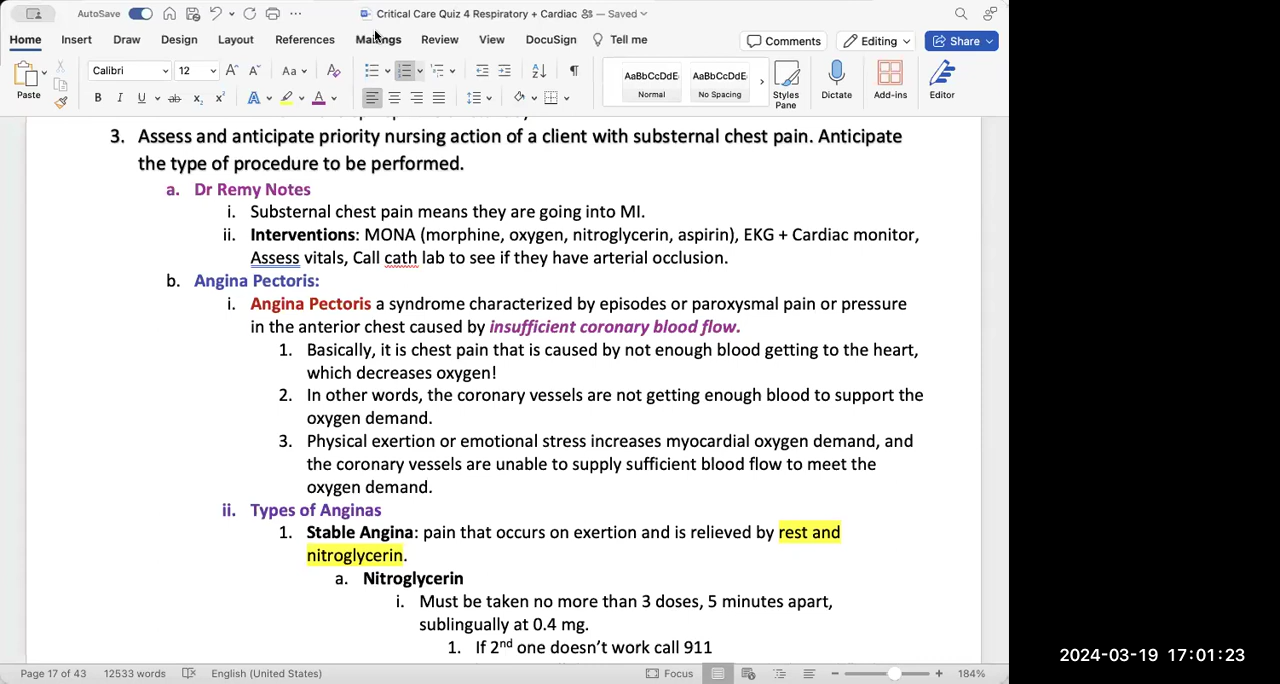 AutoSave
Critical Care Quiz 4 Respiratory + Cardiac — Saved
Home Insert Draw Design Layout References Mailings Review View DocuSign Tell me Comments Editing Share
Paste Calibri 12 A A Aa A AaBbCcDdE Normal AaBbCcDdE No Spacing Styles Pane Dictate Add-ins Editor
B I U ab x2 x2 A A
3. Assess and anticipate priority nursing action of a client with substernal chest pain. Anticipate
the type of procedure to be performed.
a. Dr Remy Notes
i. Substernal chest pain means they are going into MI.
ii. Interventions: MONA (morphine, oxygen, nitroglycerin, aspirin), EKG + Cardiac monitor,
Assess vitals, Call cath lab to see if they have arterial occlusion.
b. Angina Pectoris:
i. Angina Pectoris a syndrome characterized by episodes or paroxysmal pain or pressure
in the anterior chest caused by insufficient coronary blood flow.
1. Basically, it is chest pain that is caused by not enough blood getting to the heart,
which decreases oxygen!
2. In other words, the coronary vessels are not getting enough blood to support the
oxygen demand.
3. Physical exertion or emotional stress increases myocardial oxygen demand, and
the coronary vessels are unable to supply sufficient blood flow to meet the
oxygen demand.
ii. Types of Anginas
1. Stable Angina: pain that occurs on exertion and is relieved by rest and
nitroglycerin.
a. Nitroglycerin
i. Must be taken no more than 3 doses, 5 minutes apart,
sublingually at 0.4 mg.
1. If 2nd one doesn't work call 911
Page 17 of 43 12533 words English (United States) Focus 184%
2024-03-19 17:01:23